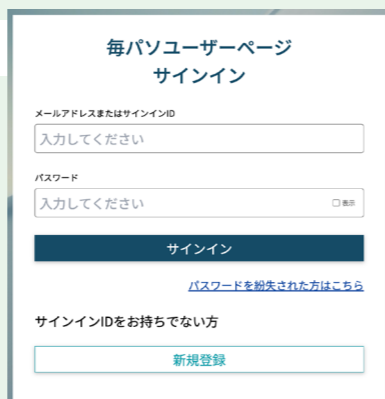 毎パソユーザーページ
サインイン
メールアドレスまたはサインインID
入力してください
パスワード
入力してください
表示
サインイン
パスワードを紛失された方はこちら
サインインIDをお持ちでない方
新規登録